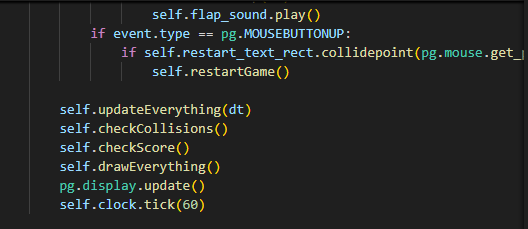 self.flap_sound.play()
if event.type == pg.MOUSEBUTTONUP:
if self.restart_text_rect.collidepoint(pg.mouse.get_
self.restartGame()
self.updateEverything(dt)
self.checkCollisions()
self.checkScore()
self.drawEverything()
pg.display.update()
self.clock.tick(60)